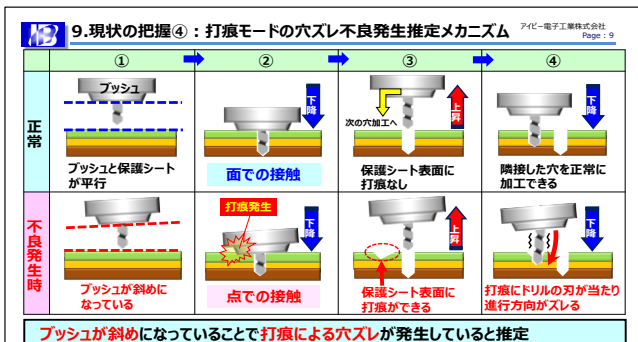 9.現状の把握④：打痕モードの穴ズレ不良発生推定メカニズム
アイビー電子工業株式会社
Page : 9
① ② ③ ④
正常
ブッシュ
ブッシュと保護シート
が平行
下降
面での接触
次の穴加工へ
上昇
保護シート表面に
打痕なし
下降
隣接した穴を正常に
加工できる
不良発生時
ブッシュが斜めに
なっている
打痕発生
下降
点での接触
上昇
保護シート表面に
打痕ができる
下降
打痕にドリルの刃が当たり
進行方向がズレる
ブッシュが斜めになっていることで打痕による穴ズレが発生していると推定